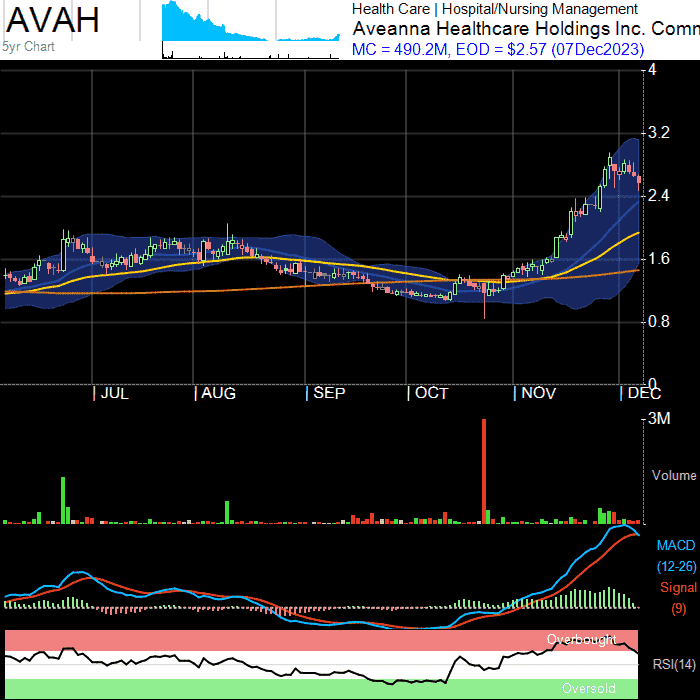 AVAH
5yr Chart
Health Care | Hospital/Nursing Management
Aveanna Healthcare Holdings Inc. Comm
MC = 490.2M, EOD = $2.57 (07Dec2023)
4
3.2
2.4
1.6
0.8
0
| JUL | AUG | SEP | OCT | NOV | DEC
3M
Volume
MACD
(12-26)
Signal
(9)
Overbought
RSI(14)
Oversold